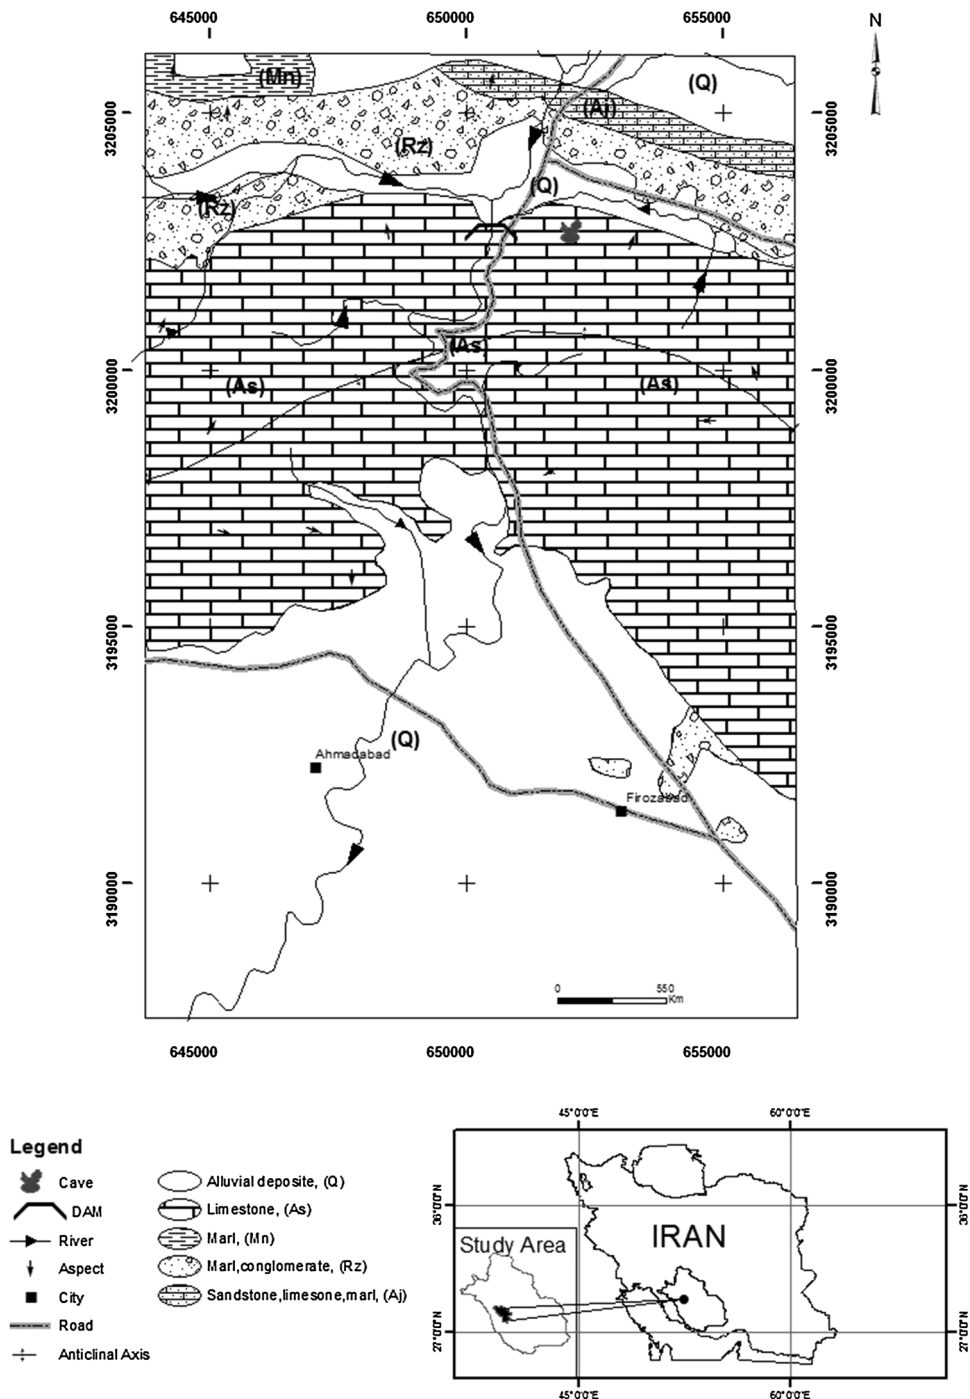 645000 650000 655000
N
(Mn)
(Q)
(Aj)
3205000
3205000
(Rz)
(Q)
(Rz)
(As)
3200000
3200000
(As)
(As)
3195000
3195000
(Q)
Ahmadabad
Firozabad
3190000
3190000
0 550
Km
645000 650000 655000
Legend
Cave
DAM
River
Aspect
City
Road
Anticlinal Axis
Alluvial deposite, (Q)
Limestone, (As)
Marl, (Mn)
Marl,conglomerate, (Rz)
Sandstone,limesone,marl, (Aj)
45°0'0"E 60°0'0"E
36°0'0"N
36°0'0"N
IRAN
Study Area
27°0'0"N
27°0'0"N
45°0'0"E 60°0'0"E